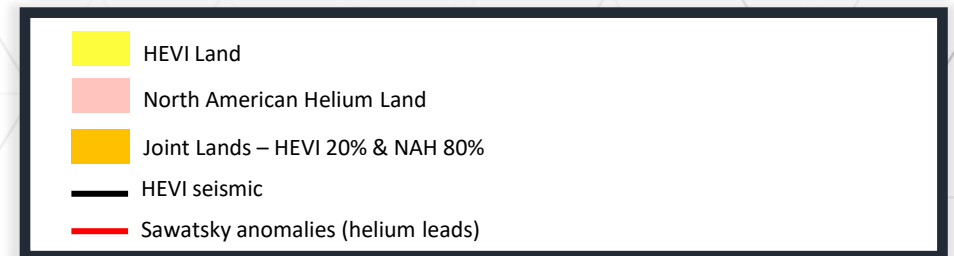 HEVI Land
North American Helium Land
Joint Lands – HEVI 20% & NAH 80%
HEVI seismic
Sawatsky anomalies (helium leads)